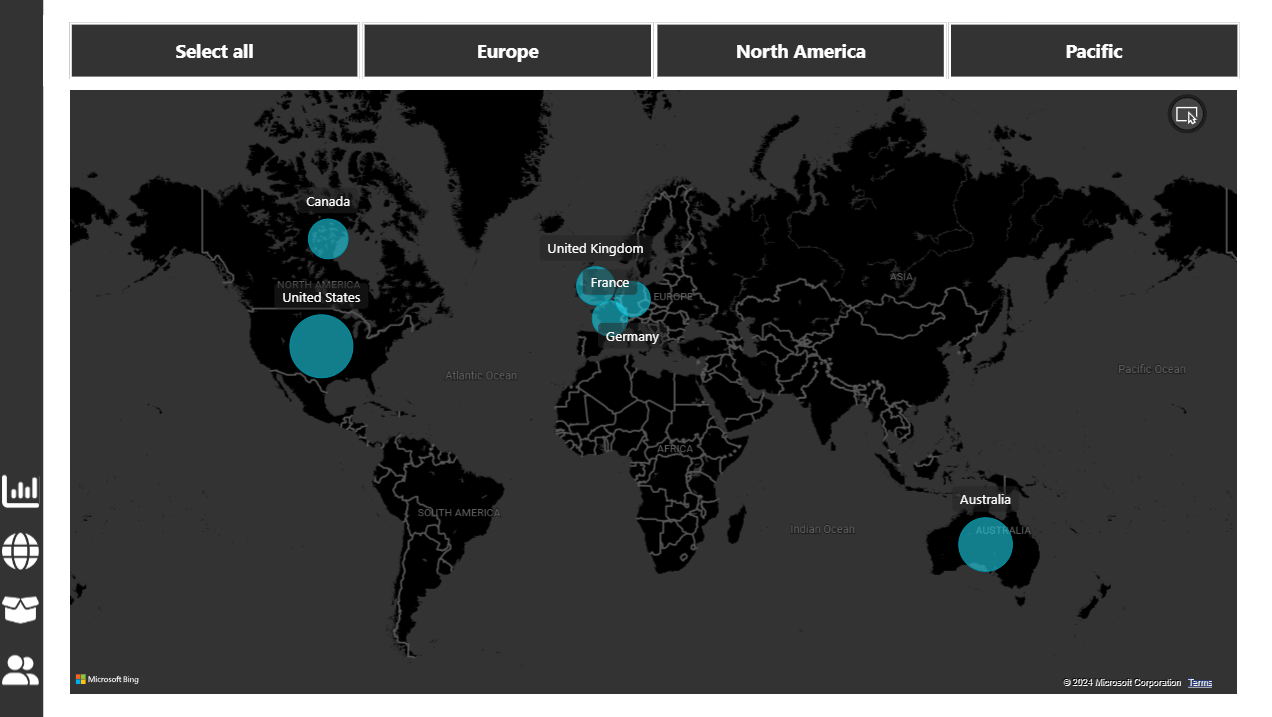 Select all
Europe
North America
Pacific
Canada
United Kingdom
ASIA
France
NORTH AMERICA
EUROPE
United States
Germany
Pacific Ocean
Atlantic Ocean
AFRICA
Australia
SOUTH AMERICA
Indian Ocean
AUSTRALIA
Microsoft Bing
© 2024 Microsoft Corporation Terms